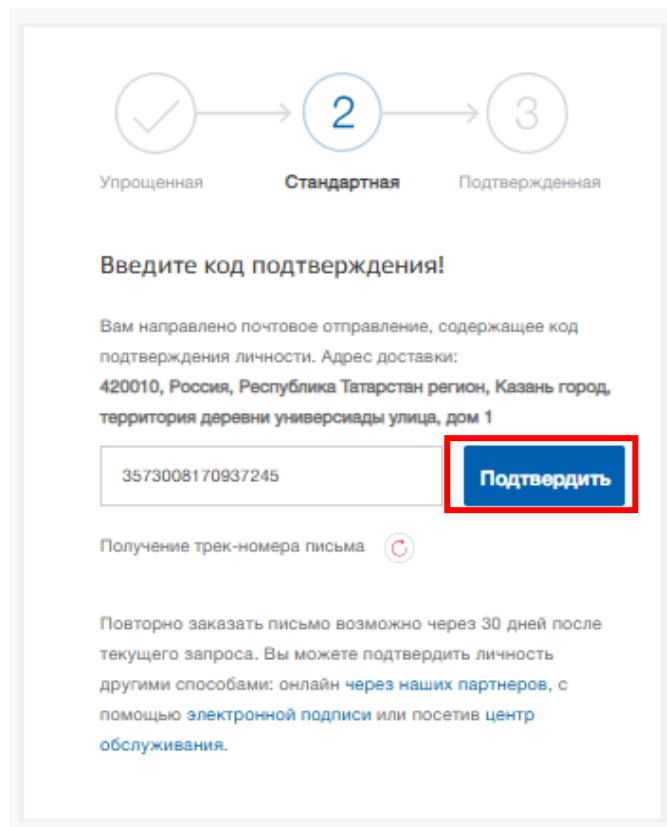 2
3
Упрощенная
Стандартная
Подтвержденная
Введите код подтверждения!
Вам направлено почтовое отправление, содержащее код
подтверждения личности. Адрес доставки:
420010, Россия, Республика Татарстан регион, Казань город,
территория деревни универсиады улица, дом 1
3573008170937245
Подтвердить
Получение трек-номера письма
Повторно заказать письмо возможно через 30 дней после
текущего запроса. Вы можете подтвердить личность
другими способами: онлайн через наших партнеров, с
помощью электронной подписи или посетив центр
обслуживания.